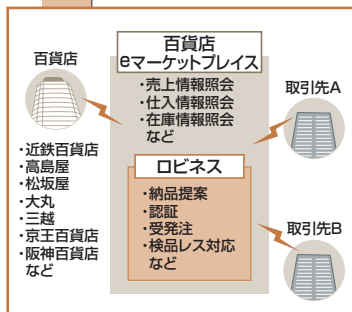 百貨店
eマーケットプレイス
・売上情報照会
・仕入情報照会
・在庫情報照会
など
ロビネス
・納品提案
・認証
・受発注
・検品レス対応
など
百貨店
・近鉄百貨店
・高島屋
・松坂屋
・大丸
・三越
・京王百貨店
・阪神百貨店
など
取引先A
取引先B